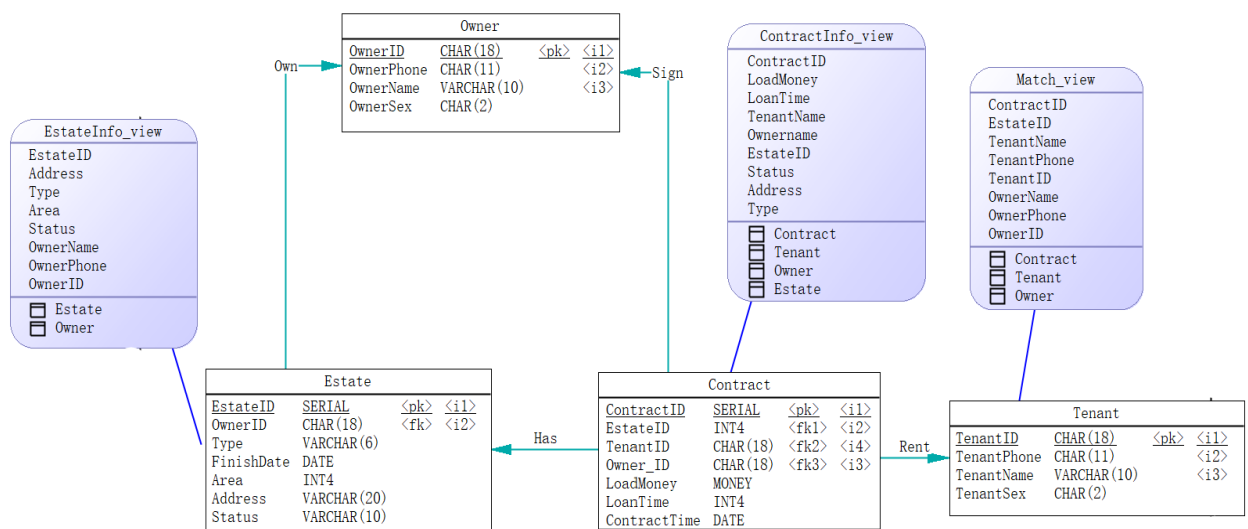 Owner
OwnerID CHAR(18) <pk> <i1>
OwnerPhone CHAR(11) <i2>
OwnerName VARCHAR(10) <i3>
OwnerSex CHAR(2)
Own
Sign
EstateInfo_view
EstateID
Address
Type
Area
Status
OwnerName
OwnerPhone
OwnerID
Estate
Owner
ContractInfo_view
ContractID
LoadMoney
LoanTime
TenantName
Ownername
EstateID
Status
Address
Type
Contract
Tenant
Owner
Estate
Match_view
ContractID
EstateID
TenantName
TenantPhone
TenantID
OwnerName
OwnerPhone
OwnerID
Contract
Tenant
Owner
Estate
EstateID SERIAL <pk> <i1>
OwnerID CHAR(18) <fk> <i2>
Type VARCHAR(6)
FinishDate DATE
Area INT4
Address VARCHAR(20)
Status VARCHAR(10)
Has
Contract
ContractID SERIAL <pk> <i1>
EstateID INT4 <fk1> <i2>
TenantID CHAR(18) <fk2> <i4>
Owner_ID CHAR(18) <fk3> <i3>
LoadMoney MONEY
LoanTime INT4
ContractTime DATE
Rent
Tenant
TenantID CHAR(18) <pk> <i1>
TenantPhone CHAR(11) <i2>
TenantName VARCHAR(10) <i3>
TenantSex CHAR(2)